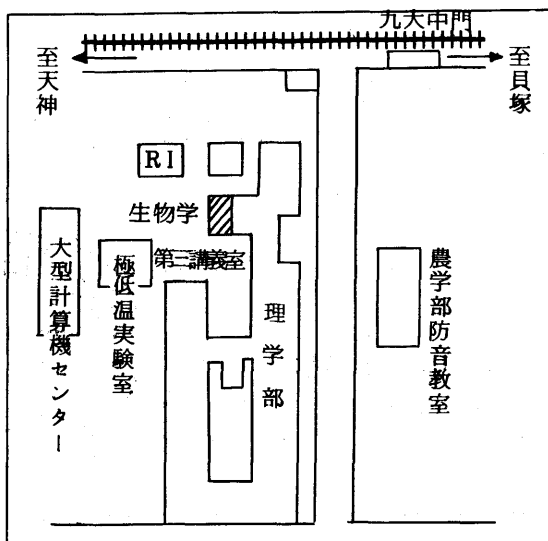 九大中門
至天神
至貝塚
RI
生物学
第三講義室
大型計算機センター
極低温実験室
理学部
農学部防音教室